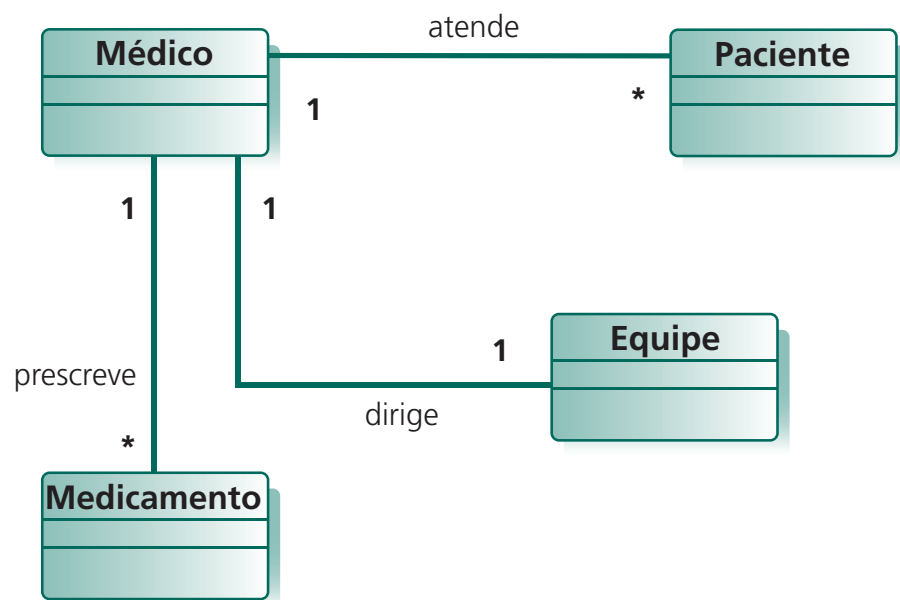 atende
Médico
Paciente
1
*
1
1
1
Equipe
prescreve
dirige
*
Medicamento